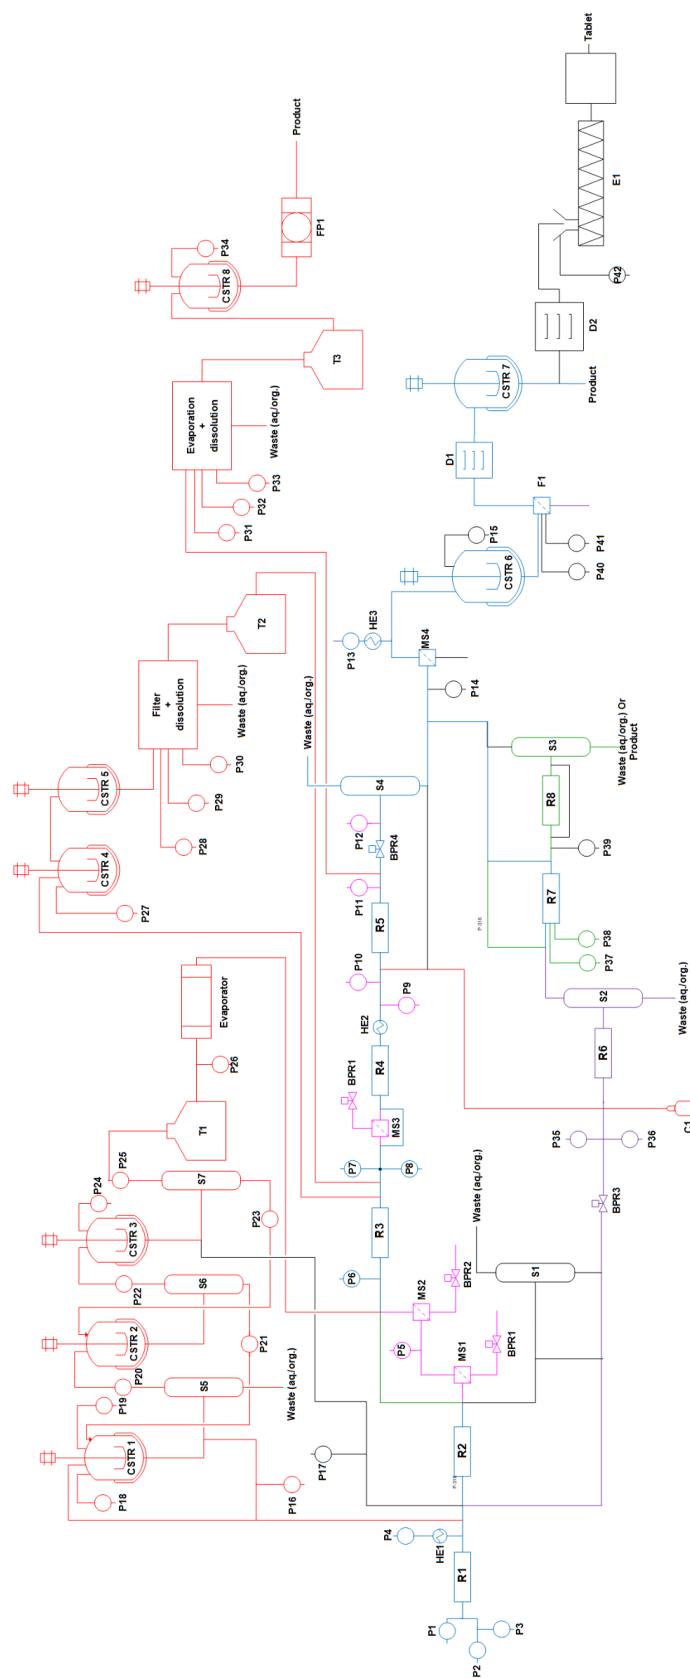 CSTR 4
CSTR 5
P27
P18
CSTR 1
P19
P20
CSTR 2
P22
CSTR 3
P24
P25
P28
Filter
+
dissolution
P29
P30
Waste (aq./org.)
T2
Evaporation
+
dissolution
P31
P32
P33
Waste (aq./org.)
T3
CSTR 8
P34
FP1
Product
S5
S6
S7
P21
P23
T1
P26
Evaporator
Waste (aq./org.)
P16
P17
P4
HE1
P1
P2
P3
R1
P-318
R2
P5
MS1
MS2
BPR1
BPR2
Waste (aq./org.)
S1
P6
R3
P7
P8
MS3
BPR1
R4
HE2
P9
P10
R5
P11
BPR4
P12
S4
Waste (aq./org.)
P13
HE3
MS4
P14
CSTR 6
P15
P40
P41
F1
D1
CSTR 7
Product
D2
P42
E1
Tablet
BPR3
P35
P36
C1
R6
S2
Waste (aq./org.)
P-316
P37
P38
R7
P39
R8
S3
Waste (aq./org.) Or
Product